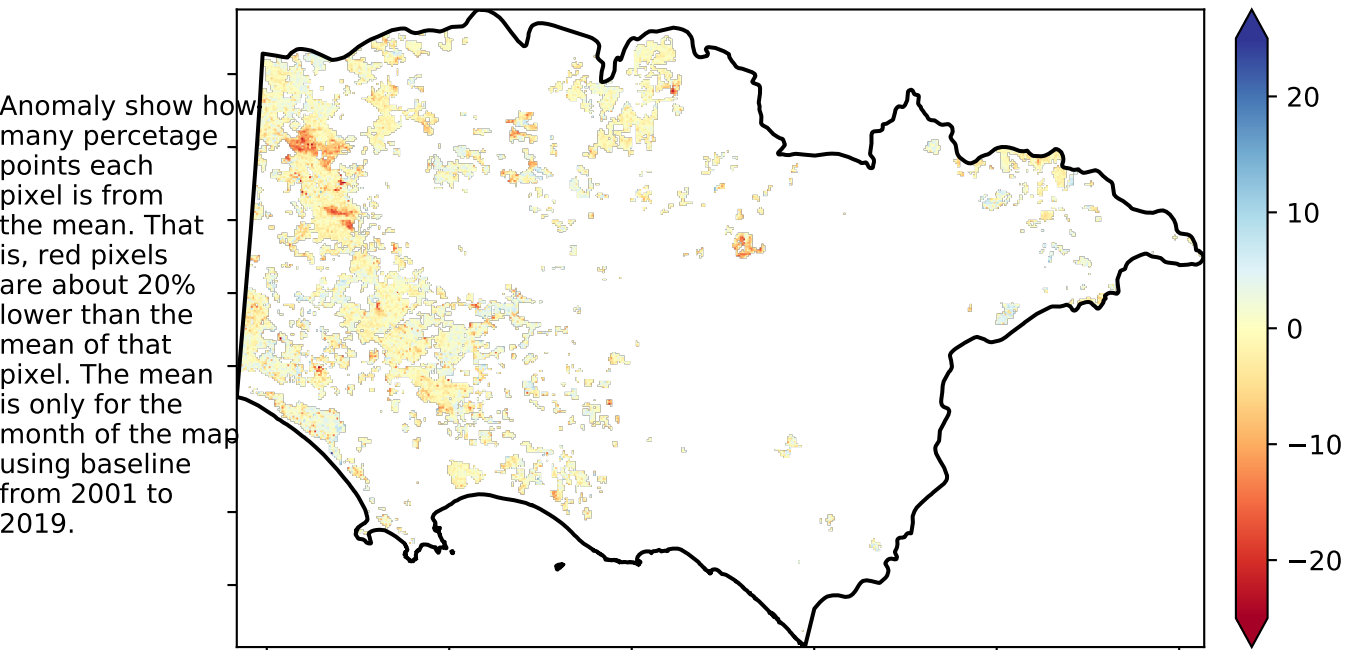 Anomaly show how
many percetage
points each
pixel is from
the mean. That
is, red pixels
are about 20%
lower than the
mean of that
pixel. The mean
is only for the
month of the map
using baseline
from 2001 to
2019.
20
10
0
−10
−20